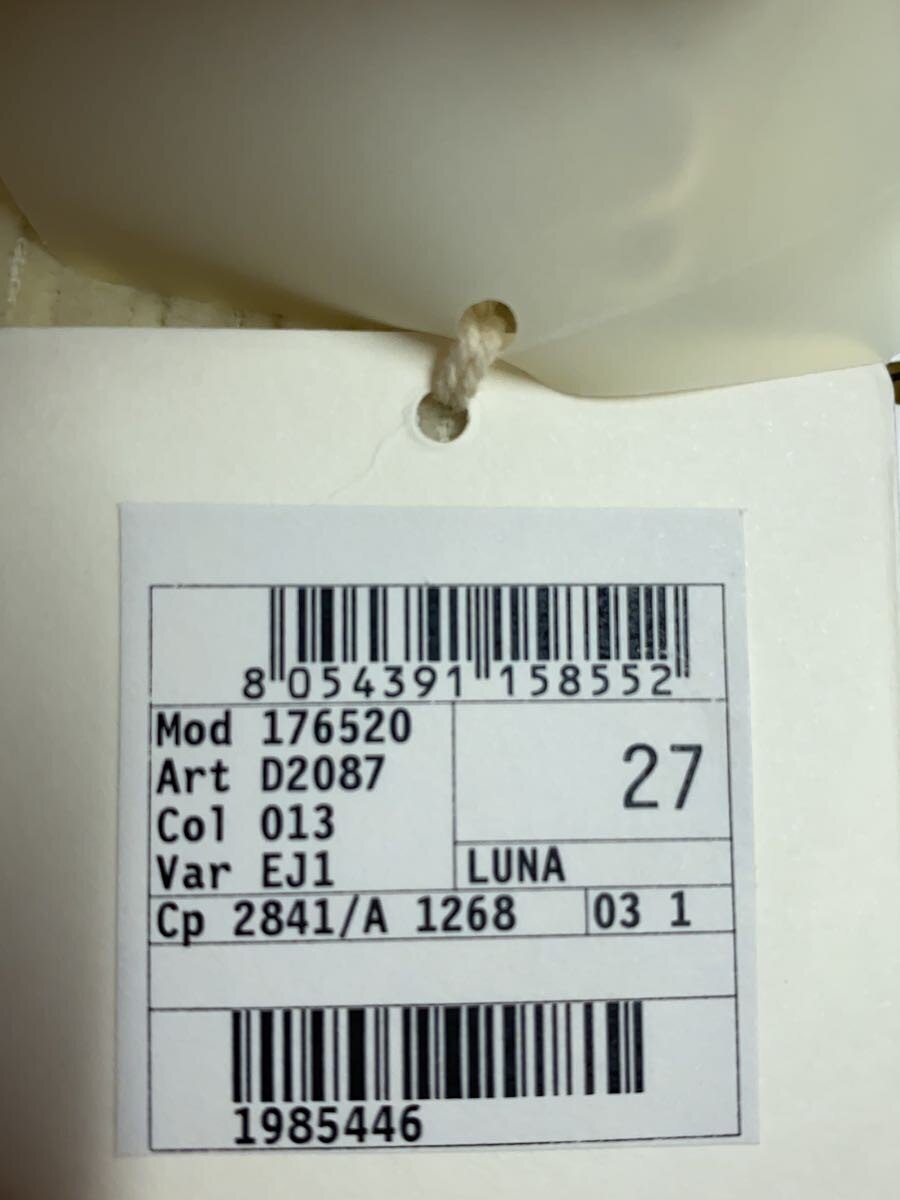 8 054391 158552
Mod 176520
Art D2087
Col 013
Var EJ1
27
LUNA
Cp 2841/A 1268
03 1
1985446